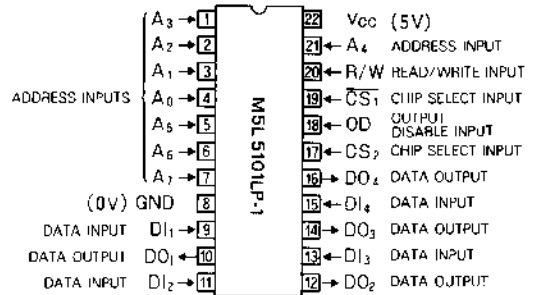 A3 → 1 22 Vcc (5V)
A2 → 2 21 ← A4 ADDRESS INPUT
A1 → 3 20 ← R/W READ/WRITE INPUT
ADDRESS INPUTS A0 → 4 19 ← C̅S̅1 CHIP SELECT INPUT
A5 → 5 18 ← OD OUTPUT DISABLE INPUT
A6 → 6 17 ← CS2 CHIP SELECT INPUT
A7 → 7 16 → DO4 DATA OUTPUT
(0V) GND 8 15 ← DI4 DATA INPUT
DATA INPUT DI1 → 9 14 → DO3 DATA OUTPUT
DATA OUTPUT DO1 ← 10 13 ← DI3 DATA INPUT
DATA INPUT DI2 → 11 12 → DO2 DATA OUTPUT
M5L5101LP-1